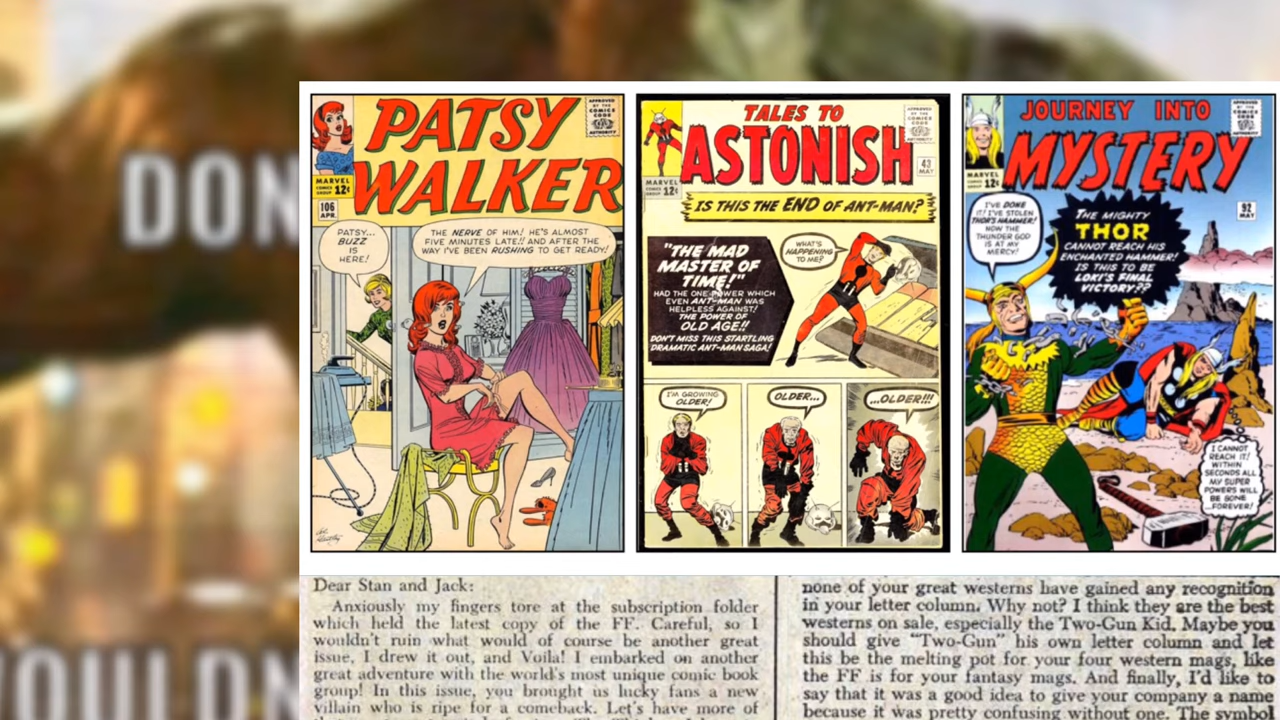 DON
OULDN
PATSY
WALKER
APPROVED
BY THE
COMICS
CODE
AUTHORITY
MARVEL
COMICS
GROUP
12¢
106
APR.
PATSY...
BUZZ
IS
HERE!
THE NERVE OF HIM! HE'S ALMOST
FIVE MINUTES LATE!! AND AFTER THE
WAY I'VE BEEN RUSHING TO GET READY!
TALES TO
ASTONISH
APPROVED
BY THE
COMICS
CODE
AUTHORITY
MARVEL
COMICS
GROUP
12¢
43
MAY
IS THIS THE END OF ANT-MAN?
"THE MAD
MASTER OF
TIME!"
HAD THE ONE POWER WHICH
EVEN ANT-MAN WAS
HELPLESS AGAINST!
THE POWER OF
OLD AGE!!
DON'T MISS THIS STARTLING
DRAMATIC ANT-MAN SAGA!
WHAT'S
HAPPENING
TO ME?
I'M GROWING
OLDER!
OLDER...
...OLDER!!!
JOURNEY INTO
MYSTERY
APPROVED
BY THE
COMICS
CODE
AUTHORITY
MARVEL
COMICS
GROUP
12¢
92
MAY
I'VE DONE
IT! I'VE STOLEN
THOR'S HAMMER!
NOW THE
THUNDER GOD
IS AT MY
MERCY!
THE MIGHTY
THOR
CANNOT REACH HIS
ENCHANTED HAMMER!
IS THIS TO BE
LOKI'S FINAL
VICTORY??
I CANNOT
REACH IT!
WITHIN
SECONDS ALL
MY SUPER
POWERS WILL
BE GONE
...FOREVER!
Dear Stan and Jack:
Anxiously my fingers tore at the subscription folder
which held the latest copy of the FF. Careful, so I
wouldn't ruin what would of course be another great
issue, I drew it out, and Voila! I embarked on another
great adventure with the world's most unique comic book
group! In this issue, you brought us lucky fans a new
villain who is ripe for a comeback. Let's have more of
none of your great westerns have gained any recognition
in your letter column. Why not? I think they are the best
westerns on sale, especially the Two-Gun Kid. Maybe you
should give "Two-Gun" his own letter column and let
this be the melting pot for your four western mags, like
the FF is for your fantasy mags. And finally, I'd like to
say that it was a good idea to give your company a name
because it was pretty confusing without one. The symbol